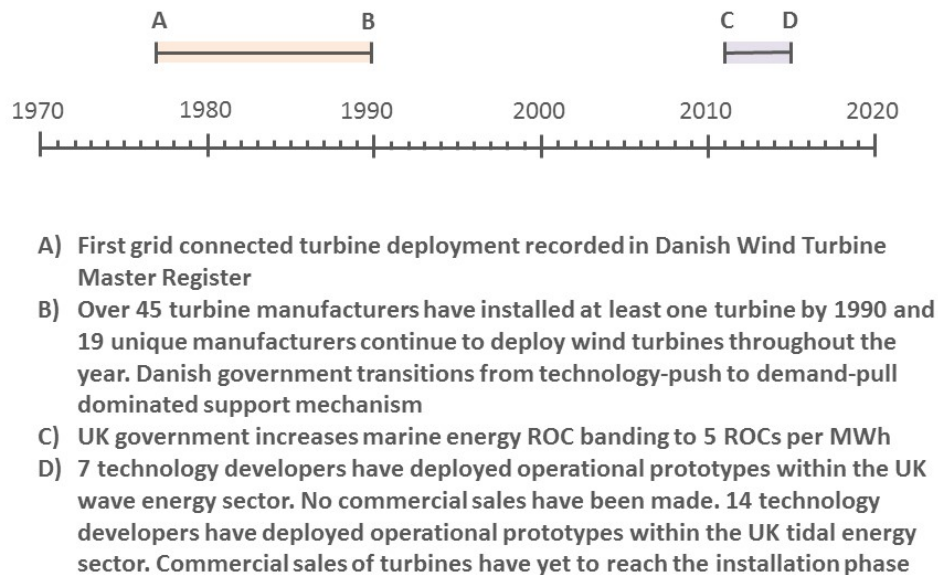 A B C D
1970 1980 1990 2000 2010 2020
A) First grid connected turbine deployment recorded in Danish Wind Turbine
Master Register
B) Over 45 turbine manufacturers have installed at least one turbine by 1990 and
19 unique manufacturers continue to deploy wind turbines throughout the
year. Danish government transitions from technology-push to demand-pull
dominated support mechanism
C) UK government increases marine energy ROC banding to 5 ROCs per MWh
D) 7 technology developers have deployed operational prototypes within the UK
wave energy sector. No commercial sales have been made. 14 technology
developers have deployed operational prototypes within the UK tidal energy
sector. Commercial sales of turbines have yet to reach the installation phase